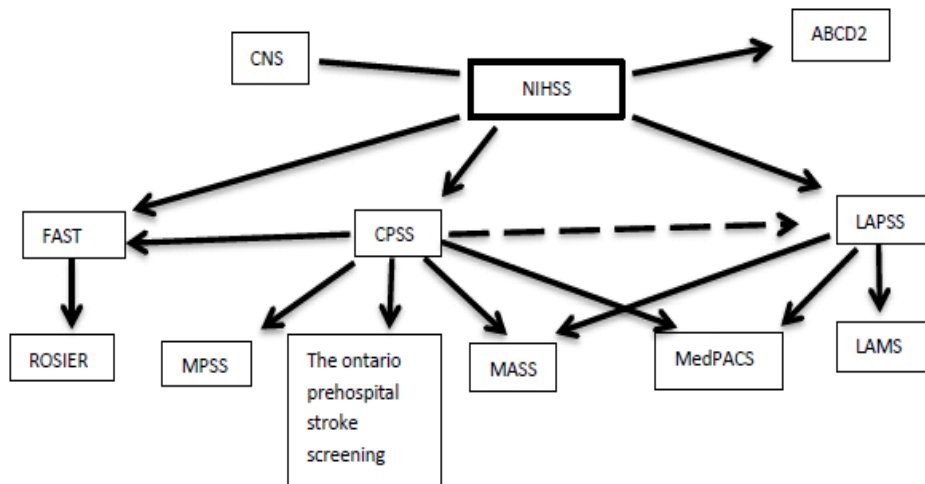 CNS
ABCD2
NIHSS
FAST
CPSS
LAPSS
ROSIER
MPSS
The ontario
prehospital
stroke
screening
MASS
MedPACS
LAMS